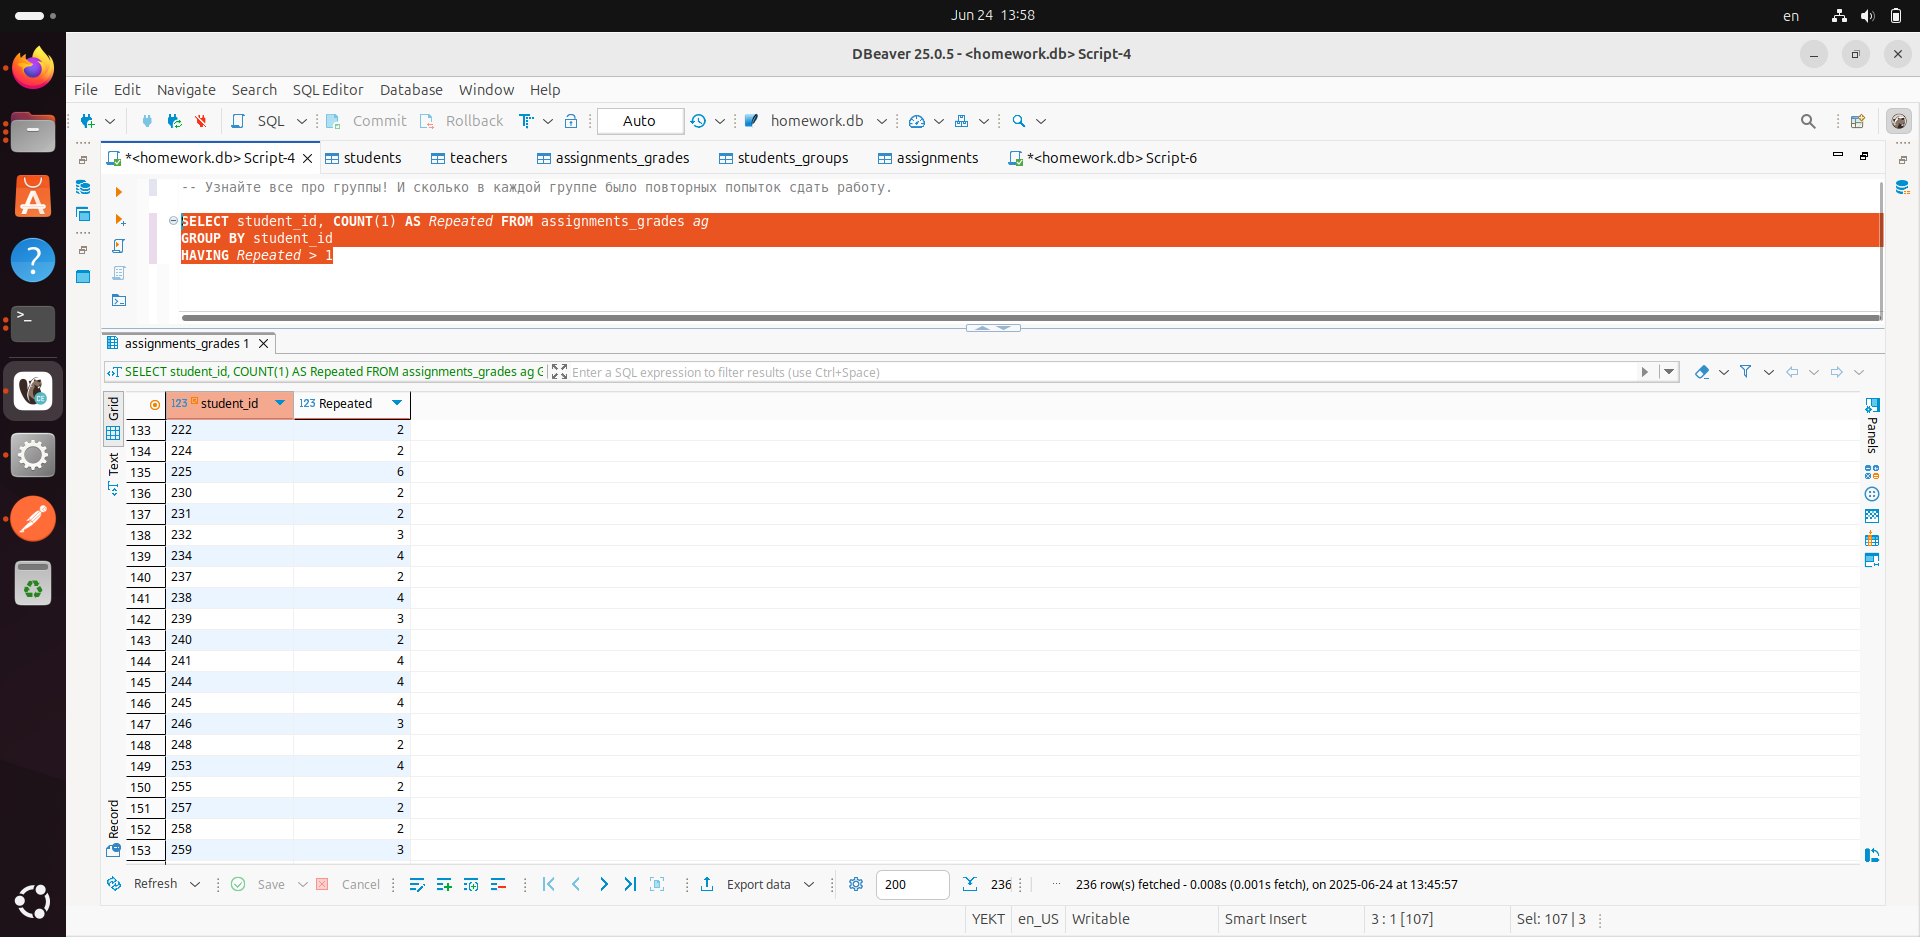 Jun 24 13:58
en
DBeaver 25.0.5 - <homework.db> Script-4
File Edit Navigate Search SQL Editor Database Window Help
SQL Commit Rollback Auto homework.db
*<homework.db> Script-4 students teachers assignments_grades students_groups assignment *<homework.db> Script-6
-- Узнайте все про группы! И сколько в каждой группе было повторных попыток сдать работу.
SELECT student_id, COUNT(1) AS Repeated FROM assignments_grades ag
GROUP BY student_id
HAVING Repeated > 1
assignments_grades 1
SELECT student_id, COUNT(1) AS Repeated FROM assignments_grades ag G Enter a SQL expression to filter results (use Ctrl+Space)
Grid
Text
Record
Panels
123 student_id 123 Repeated
133 222 2
134 224 2
135 225 6
136 230 2
137 231 2
138 232 3
139 234 4
140 237 2
141 238 4
142 239 3
143 240 2
144 241 4
145 244 4
146 245 4
147 246 3
148 248 2
149 253 4
150 255 2
151 257 2
152 258 2
153 259 3
Refresh Save Cancel Export data 200 236 ... 236 row(s) fetched - 0.008s (0.001s fetch), on 2025-06-24 at 13:45:57
YEKT en_US Writable Smart Insert 3 : 1 [107] Sel: 107 | 3